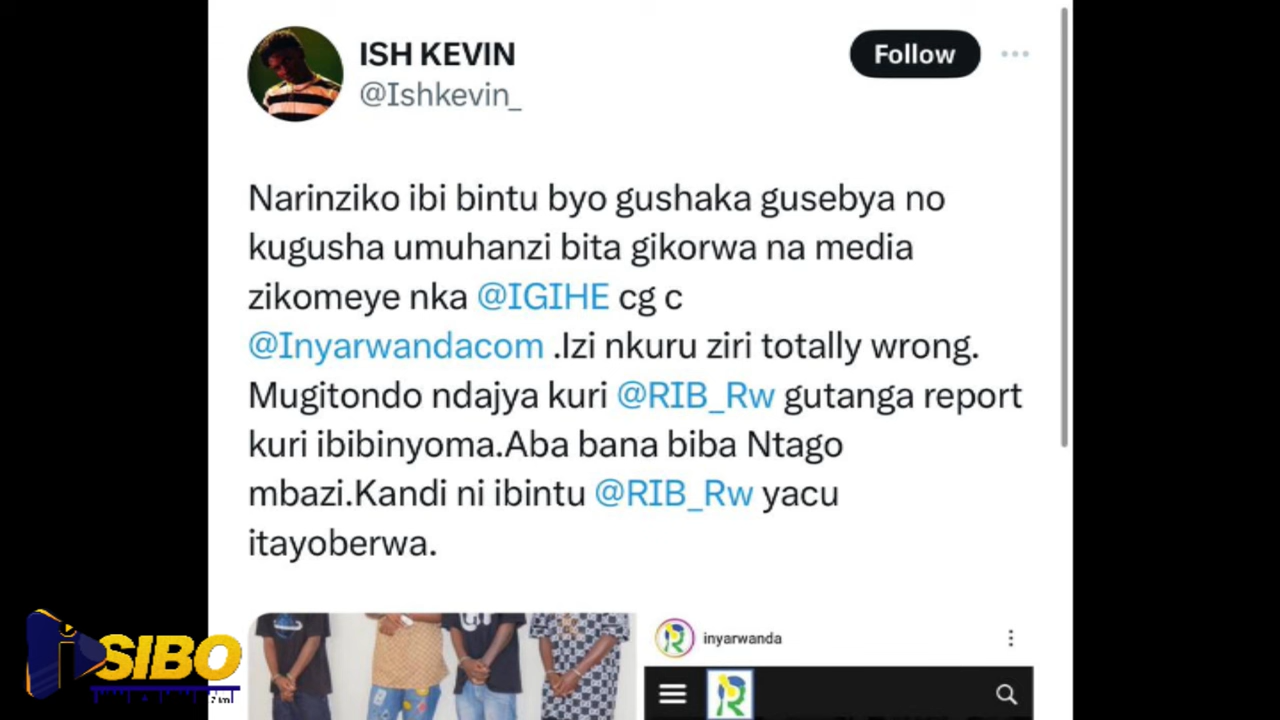 ISH KEVIN
@Ishkevin_
Follow
Narinziko ibi bintu byo gushaka gusebya no
kugusha umuhanzi bita gikorwa na media
zikomeye nka @IGIHE cg c
@Inyarwandacom .Izi nkuru ziri totally wrong.
Mugitondo ndajya kuri @RIB_Rw gutanga report
kuri ibibinyoma.Aba bana biba Ntago
mbazi.Kandi ni ibintu @RIB_Rw yacu
itayoberwa.
inyarwanda
iSIBO